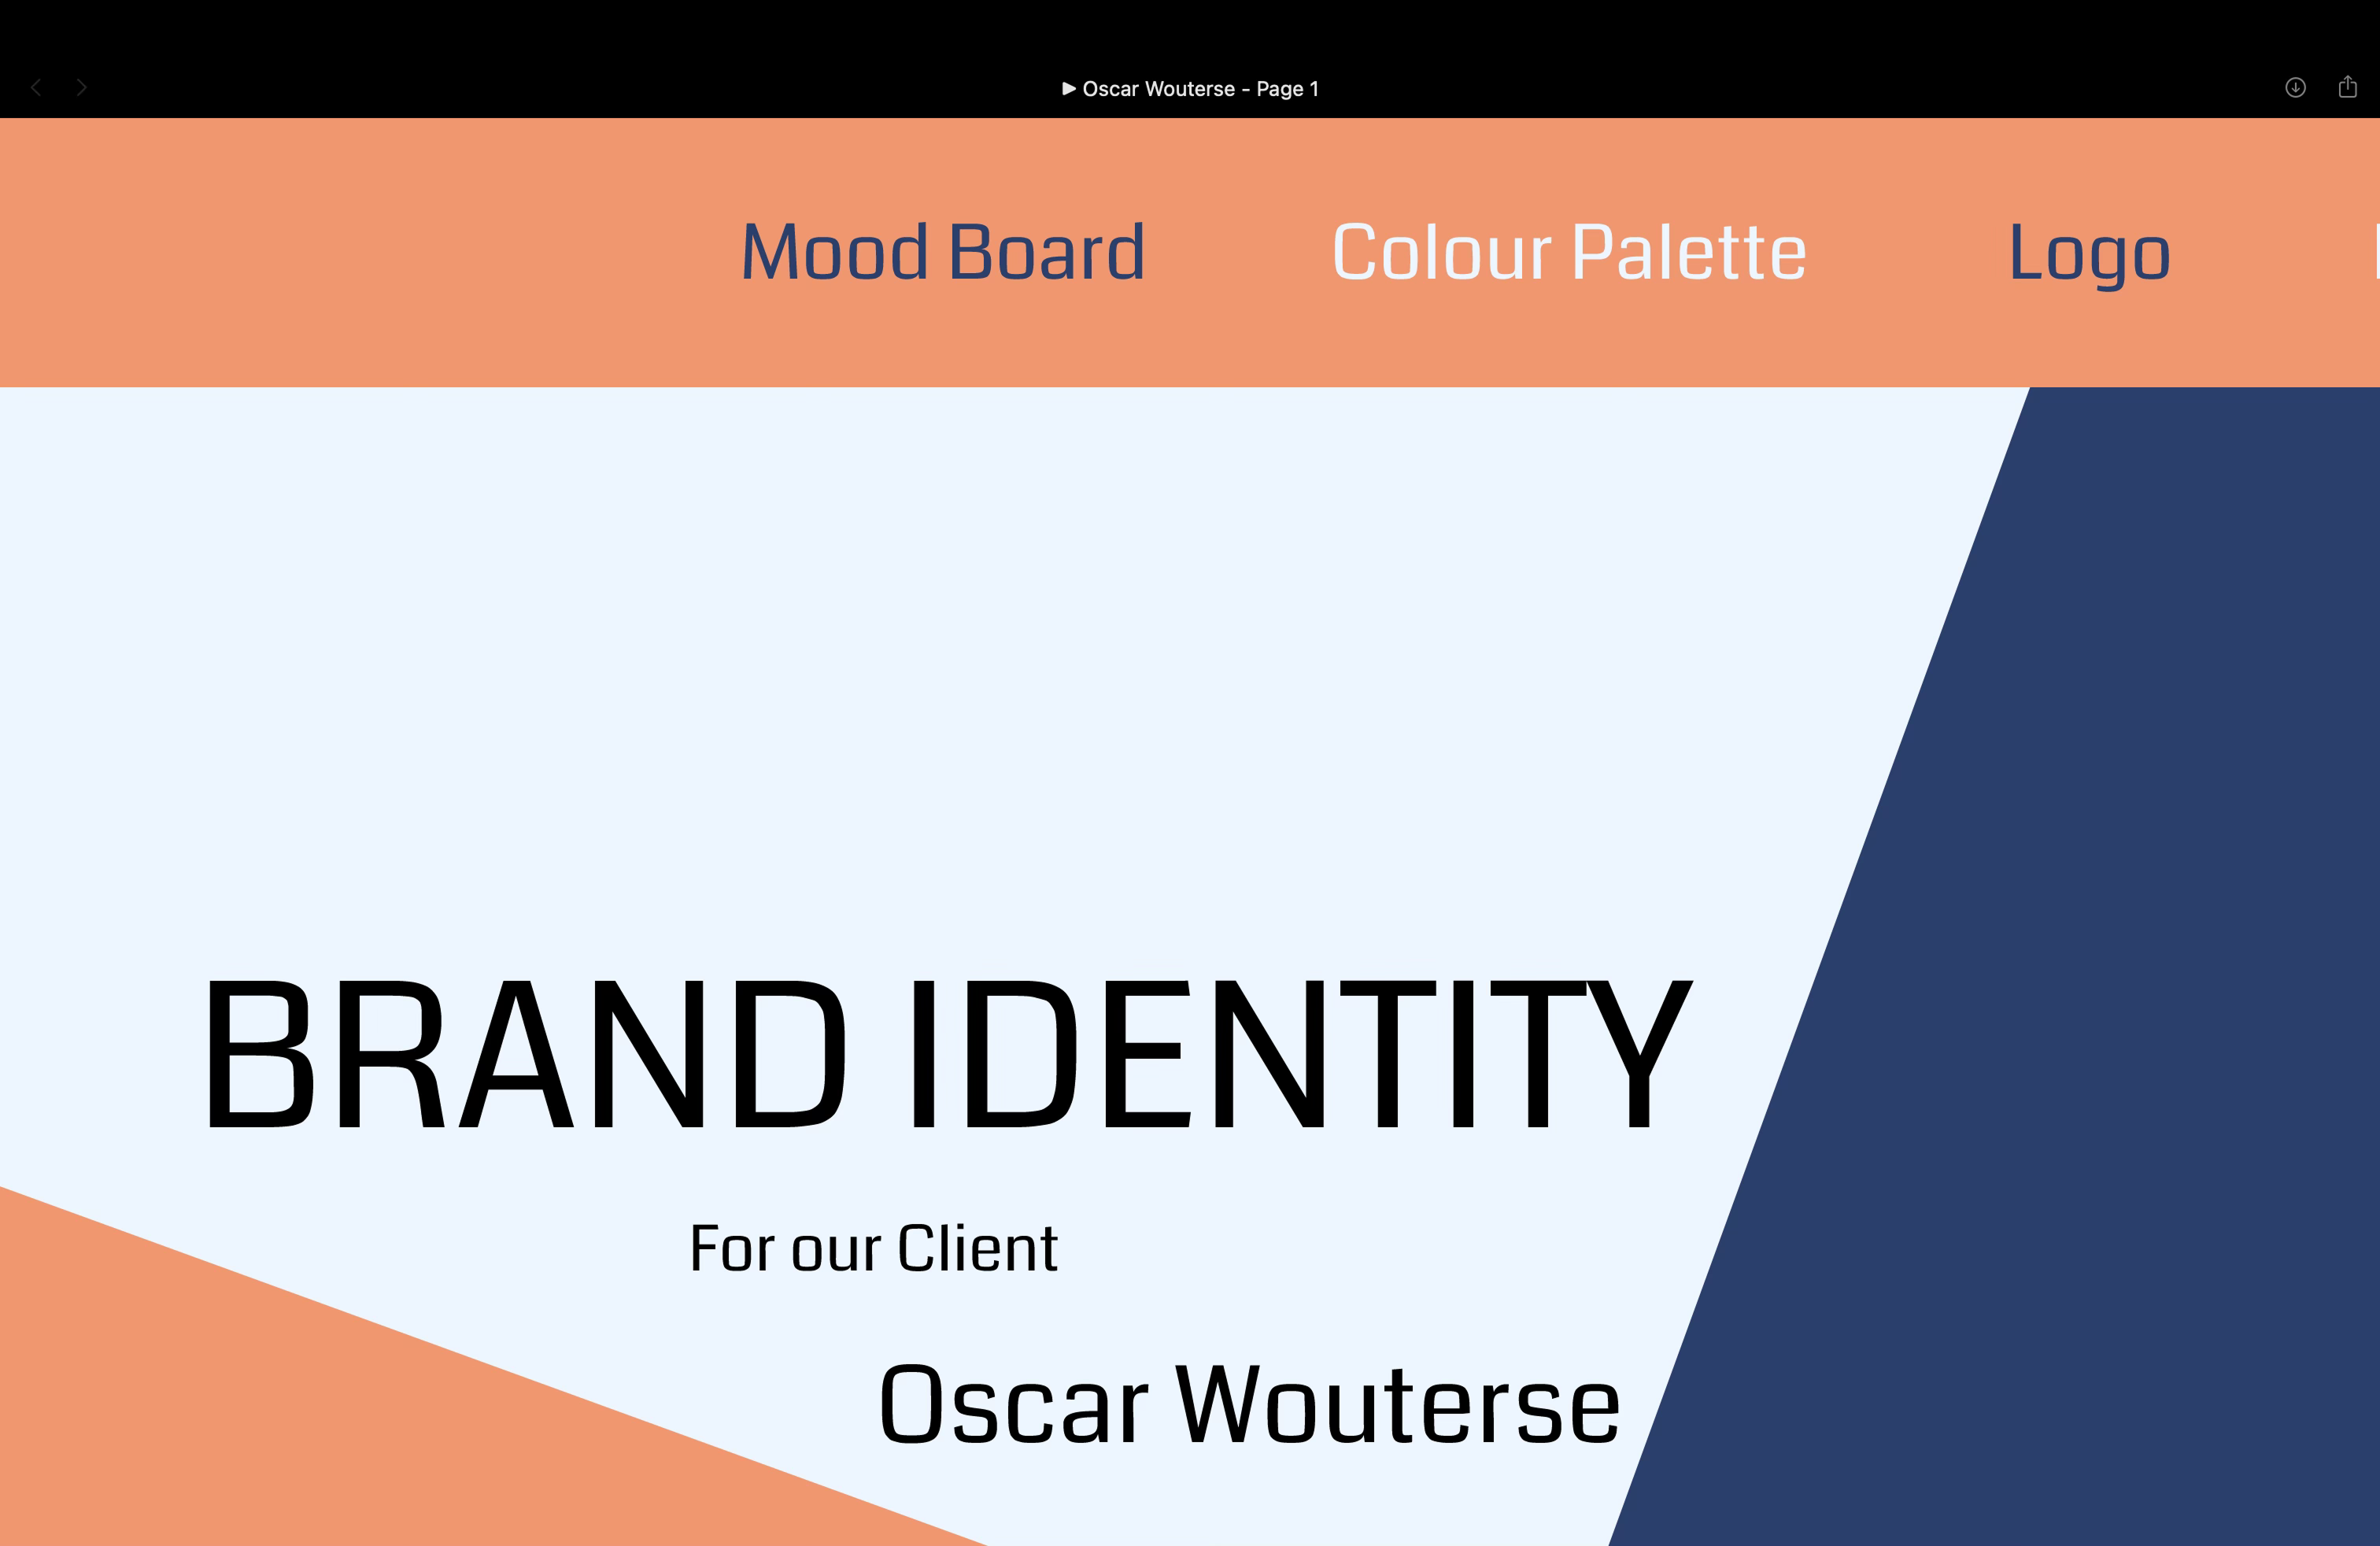 Oscar Wouterse - Page 1
Mood Board
Colour Palette
Logo
BRAND IDENTITY
For our Client
Oscar Wouterse